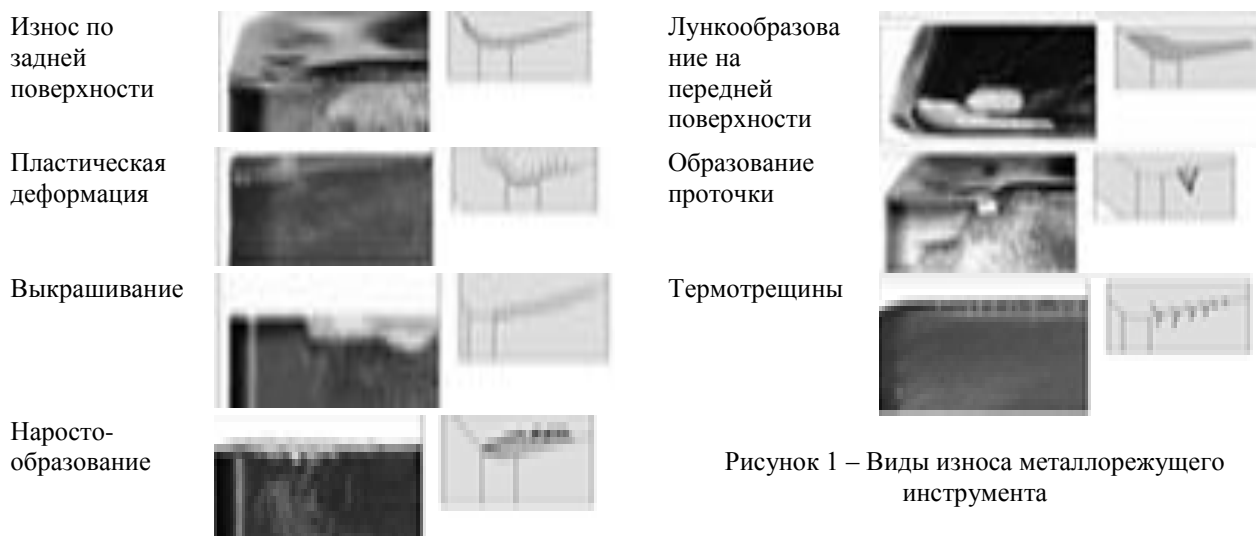 Износ по
задней
поверхности
Лункообразова
ние на
передней
поверхности
Пластическая
деформация
Образование
проточки
Выкрашивание
Термотрещины
Наросто-
образование
Рисунок 1 – Виды износа металлорежущего
инструмента